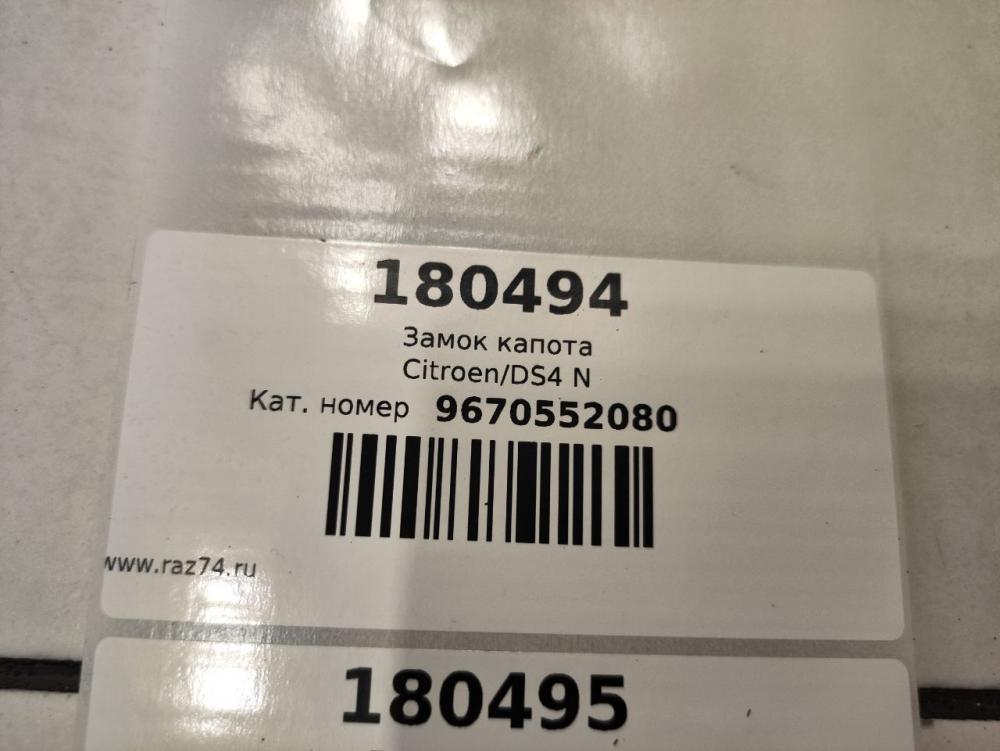 180494
Замок капота
Citroen/DS4 N
Кат. номер 9670552080
www.raz74.ru
180495